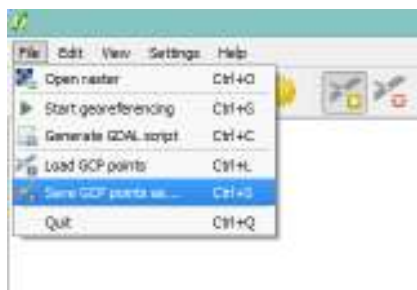 File Edit View Settings Help
Open raster Ctrl+O
Start georeferencing Ctrl+G
Generate GDAL script Ctrl+C
Load GCP points Ctrl+L
Save GCP points as... Ctrl+S
Quit Ctrl+Q